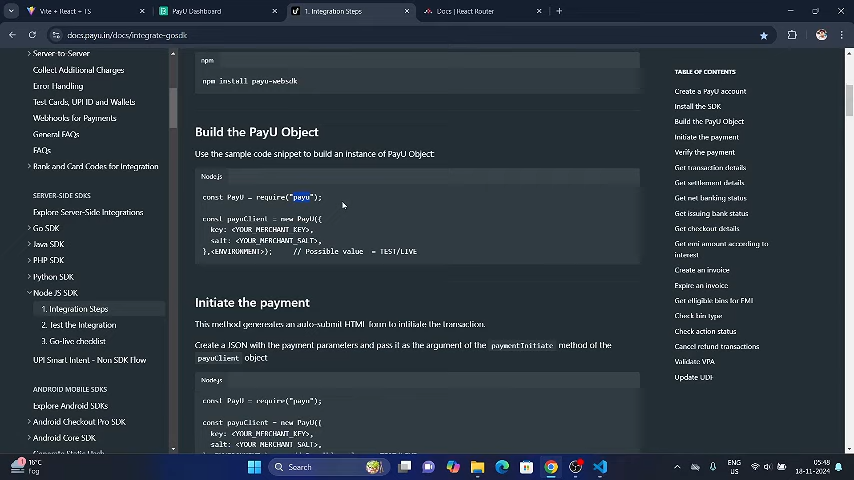 Vite + React + TS
PayU Dashboard
1. Integration Steps
Docs | React Router
docs.payu.in/docs/integrate-gosdk
Server-to-Server
Collect Additional Charges
Error Handling
Test Cards, UPI ID and Wallets
Webhooks for Payments
General FAQs
FAQs
Rank and Card Codes for Integration
SERVER-SIDE SDKS
Explore Server-Side Integrations
Go SDK
Java SDK
PHP SDK
Python SDK
Node JS SDK
1. Integration Steps
2. Test the Integration
3. Go-live checklist
UPI Smart Intent - Non SDK Flow
ANDROID MOBILE SDKS
Explore Android SDKs
Android Checkout Pro SDK
Android Core SDK
npm
npm install payu-websdk
Build the PayU Object
Use the sample code snippet to build an instance of PayU Object:
Node.js
const PayU = require("payu");
const payuClient = new PayU({
key: <YOUR_MERCHANT_KEY>,
salt: <YOUR_MERCHANT_SALT>,
},<ENVIRONMENT>); // Possible value = TEST/LIVE
Initiate the payment
This method genereates an auto-submit HTML form to intitiate the transaction.
Create a JSON with the payment parameters and pass it as the argument of the paymentInitiate method of the
payuClient object
Node.js
const PayU = require("payu");
const payuClient = new PayU({
key: <YOUR_MERCHANT_KEY>,
salt: <YOUR_MERCHANT_SALT>,
TABLE OF CONTENTS
Create a PayU account
Install the SDK
Build the PayU Object
Initiate the payment
Verify the payment
Get transaction details
Get settlement details
Get net banking status
Get issuing bank status
Get checkout details
Get emi amount according to
interest
Create an invoice
Expire an invoice
Get elligible bins for EMI
Check bin type
Check action status
Cancel refund transactions
Validate VPA
Update UDF
16°C
Fog
Search
ENG
US
05:48
18-11-2024